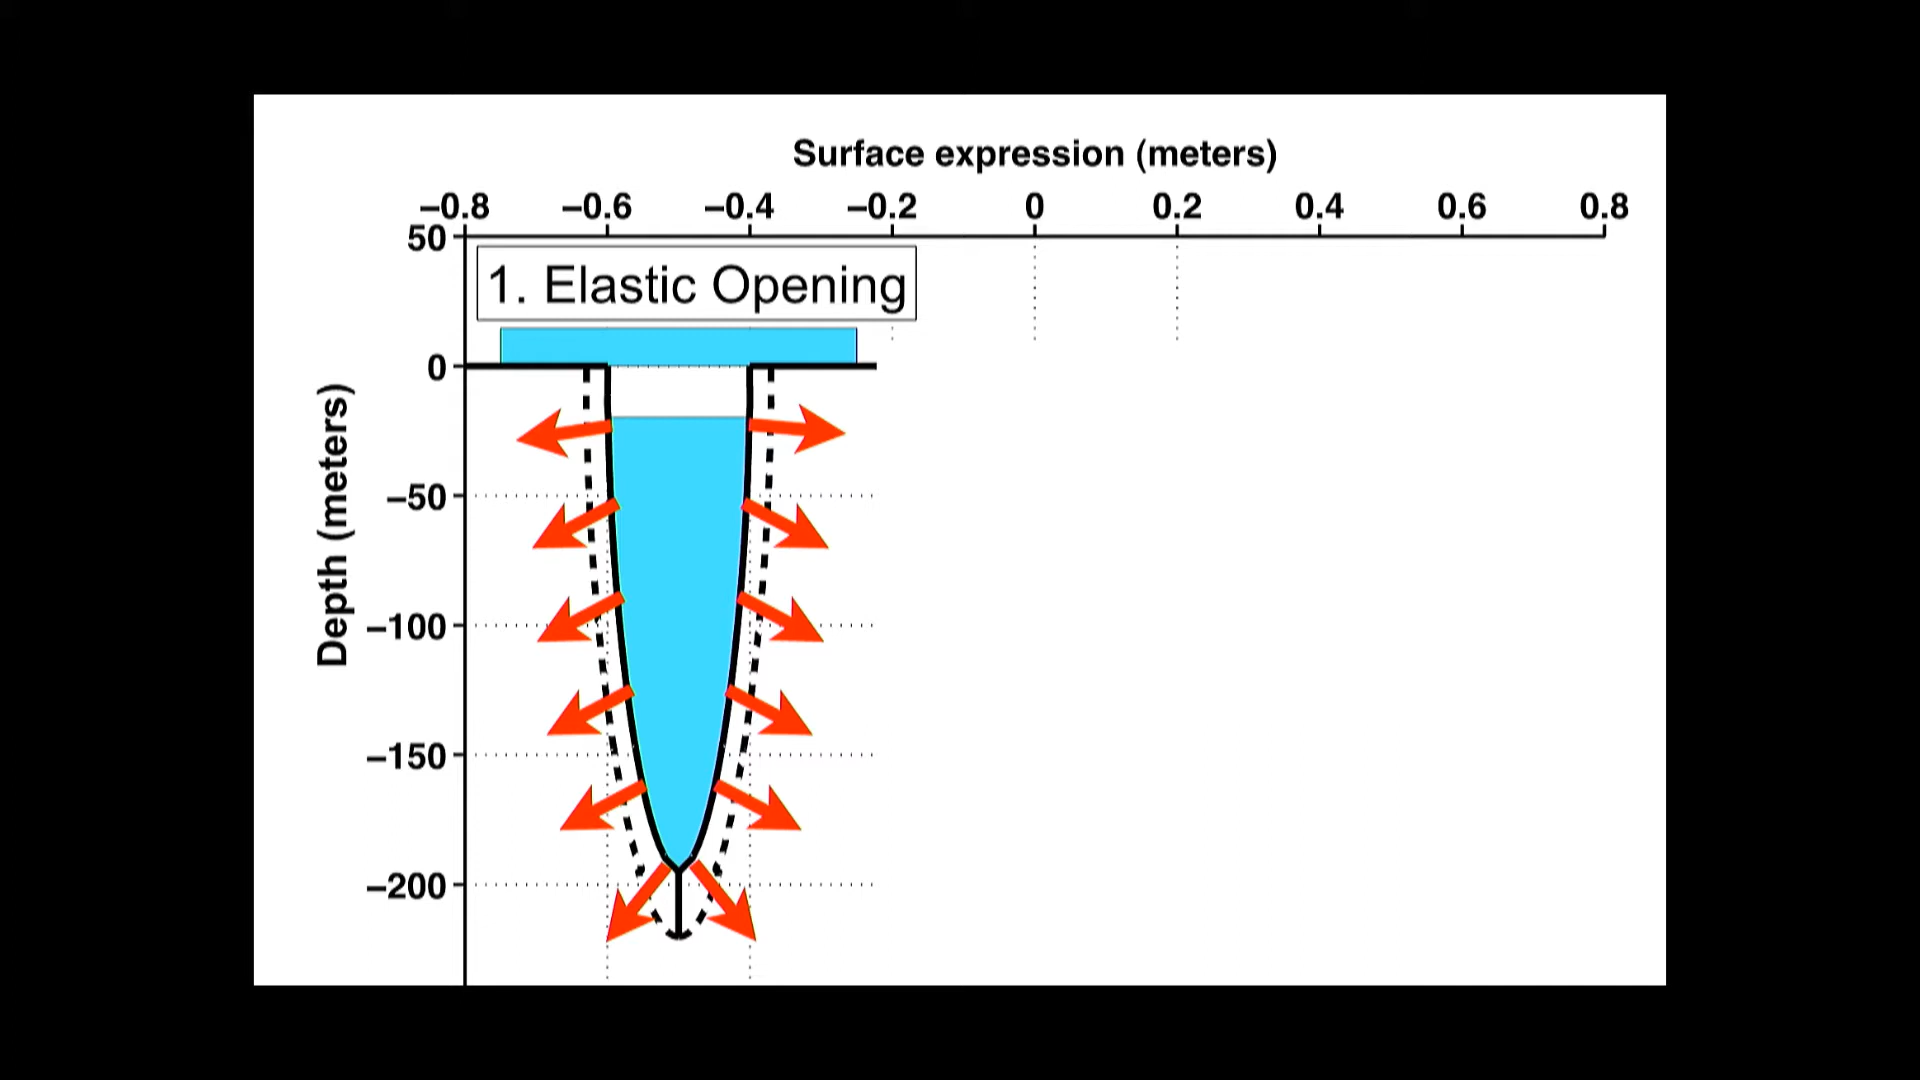 Surface expression (meters)
–0.8 –0.6 –0.4 –0.2 0 0.2 0.4 0.6 0.8
50
1. Elastic Opening
0
–50
–100
–150
–200
Depth (meters)